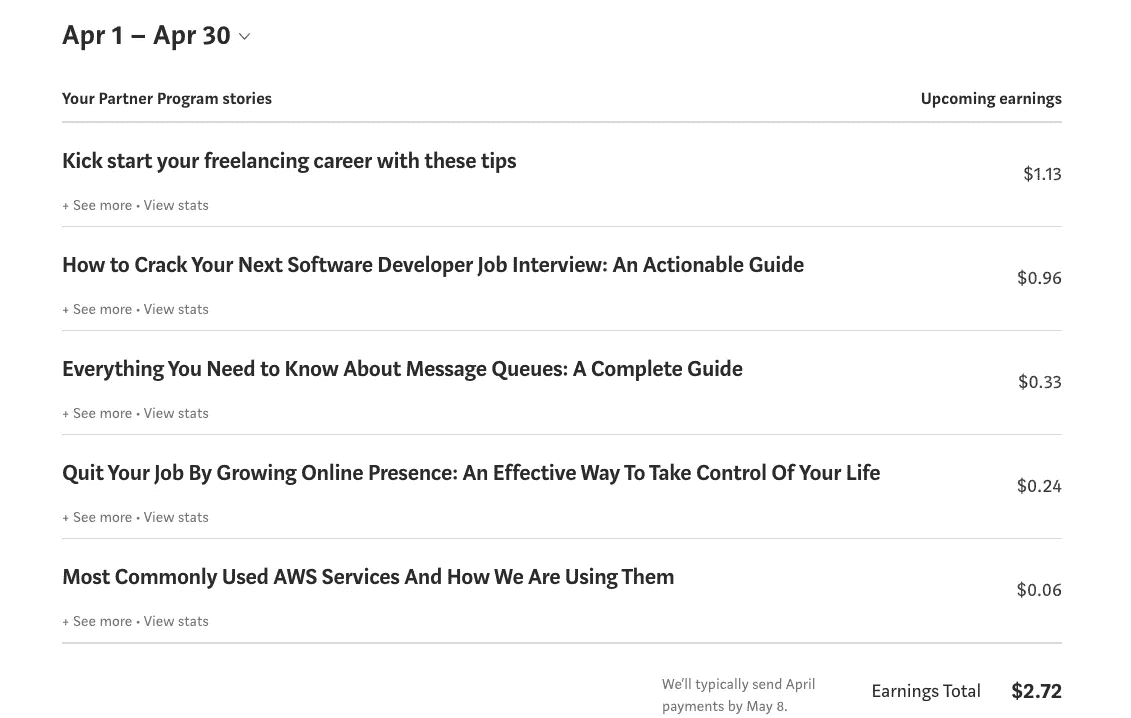 Apr 1 – Apr 30
Your Partner Program stories Upcoming earnings
Kick start your freelancing career with these tips
$1.13
+ See more • View stats
How to Crack Your Next Software Developer Job Interview: An Actionable Guide
$0.96
+ See more • View stats
Everything You Need to Know About Message Queues: A Complete Guide
$0.33
+ See more • View stats
Quit Your Job By Growing Online Presence: An Effective Way To Take Control Of Your Life
$0.24
+ See more • View stats
Most Commonly Used AWS Services And How We Are Using Them
$0.06
+ See more • View stats
We’ll typically send April
payments by May 8.
Earnings Total $2.72